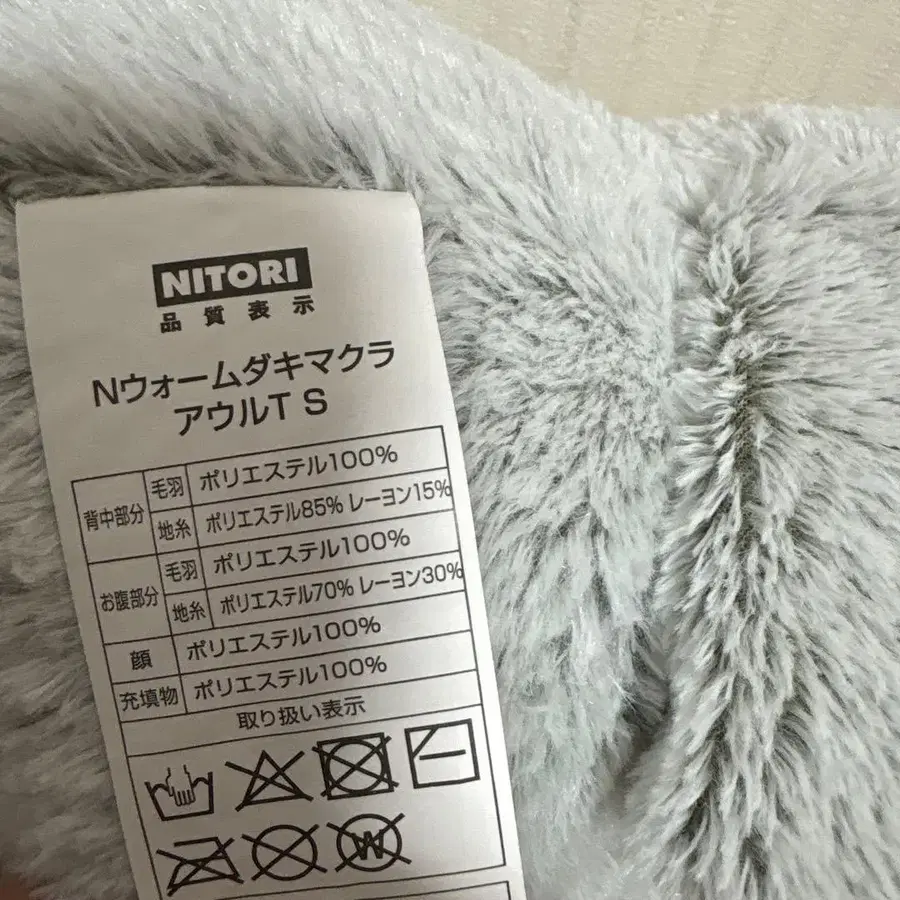 NITORI
品質表示
Nウォームダキマクラ
アウルT S
背中部分 毛羽 ポリエステル100%
地糸 ポリエステル85% レーヨン15%
お腹部分 毛羽 ポリエステル100%
地糸 ポリエステル70% レーヨン30%
顔 ポリエステル100%
充填物 ポリエステル100%
取り扱い表示
W